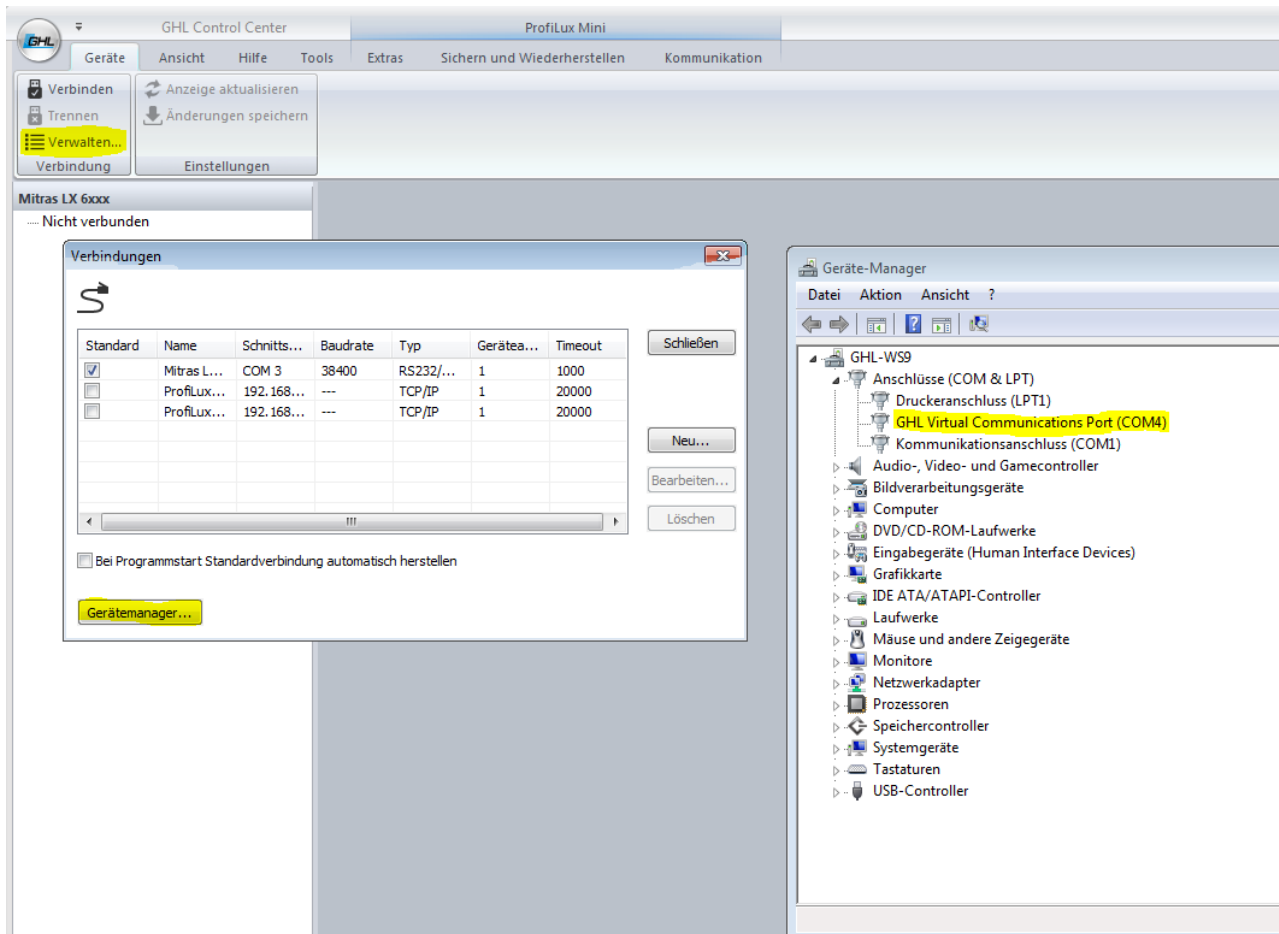 GHL
GHL Control Center
ProfiLux Mini
Geräte Ansicht Hilfe Tools Extras Sichern und Wiederherstellen Kommunikation
Verbinden
Trennen
Verwalten...
Verbindung
Anzeige aktualisieren
Änderungen speichern
Einstellungen
Mitras LX 6xxx
Nicht verbunden
Verbindungen
Standard Name Schnitts... Baudrate Typ Gerätea... Timeout
Mitras L... COM 3 38400 RS232/... 1 1000
ProfiLux... 192.168... --- TCP/IP 1 20000
ProfiLux... 192.168... --- TCP/IP 1 20000
Schließen
Neu...
Bearbeiten...
Löschen
Bei Programmstart Standardverbindung automatisch herstellen
Gerätemanager...
Geräte-Manager
Datei Aktion Ansicht ?
GHL-WS9
Anschlüsse (COM & LPT)
Druckeranschluss (LPT1)
GHL Virtual Communications Port (COM4)
Kommunikationsanschluss (COM1)
Audio-, Video- und Gamecontroller
Bildverarbeitungsgeräte
Computer
DVD/CD-ROM-Laufwerke
Eingabegeräte (Human Interface Devices)
Grafikkarte
IDE ATA/ATAPI-Controller
Laufwerke
Mäuse und andere Zeigegeräte
Monitore
Netzwerkadapter
Prozessoren
Speichercontroller
Systemgeräte
Tastaturen
USB-Controller